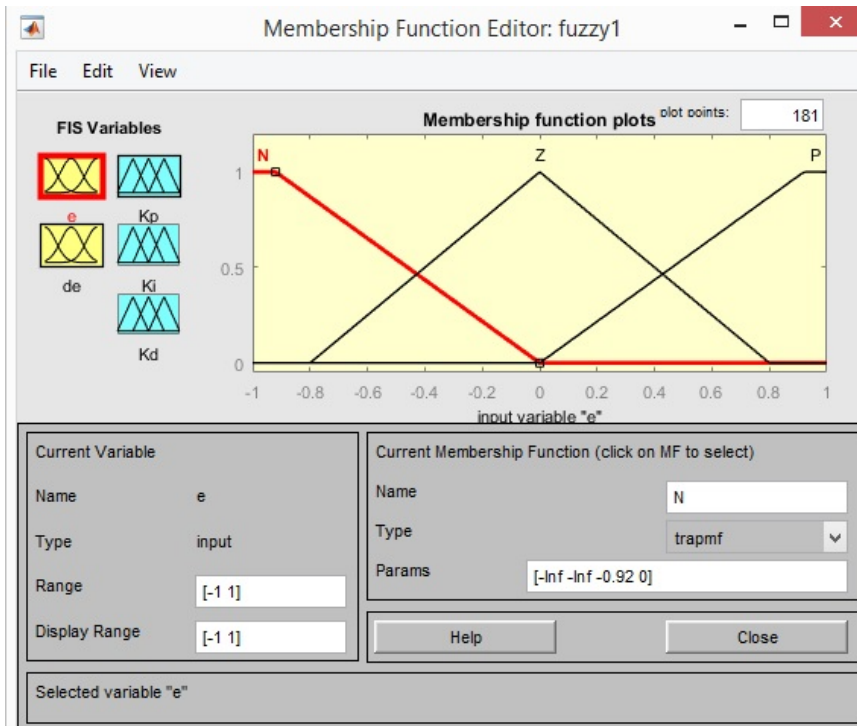 Membership Function Editor: fuzzy1
File Edit View
FIS Variables
e
Kp
de
Ki
Kd
Membership function plots
plot points:
181
N
Z
P
1
0.5
0
-1 -0.8 -0.6 -0.4 -0.2 0 0.2 0.4 0.6 0.8 1
input variable "e"
Current Variable
Name e
Type input
Range [-1 1]
Display Range [-1 1]
Current Membership Function (click on MF to select)
Name N
Type trapmf
Params [-Inf -Inf -0.92 0]
Help
Close
Selected variable "e"